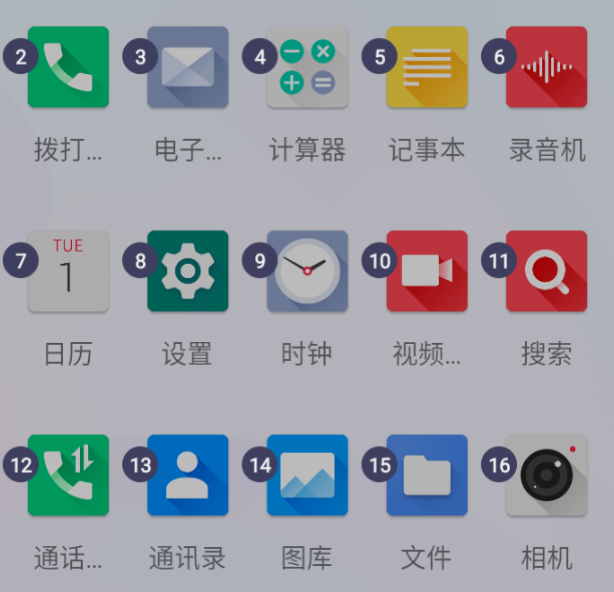 2 3 4 5 6
拨打... 电子... 计算器 记事本 录音机
7 TUE 8 9 10 11
1
日历 设置 时钟 视频... 搜索
12 13 14 15 16
通话... 通讯录 图库 文件 相机